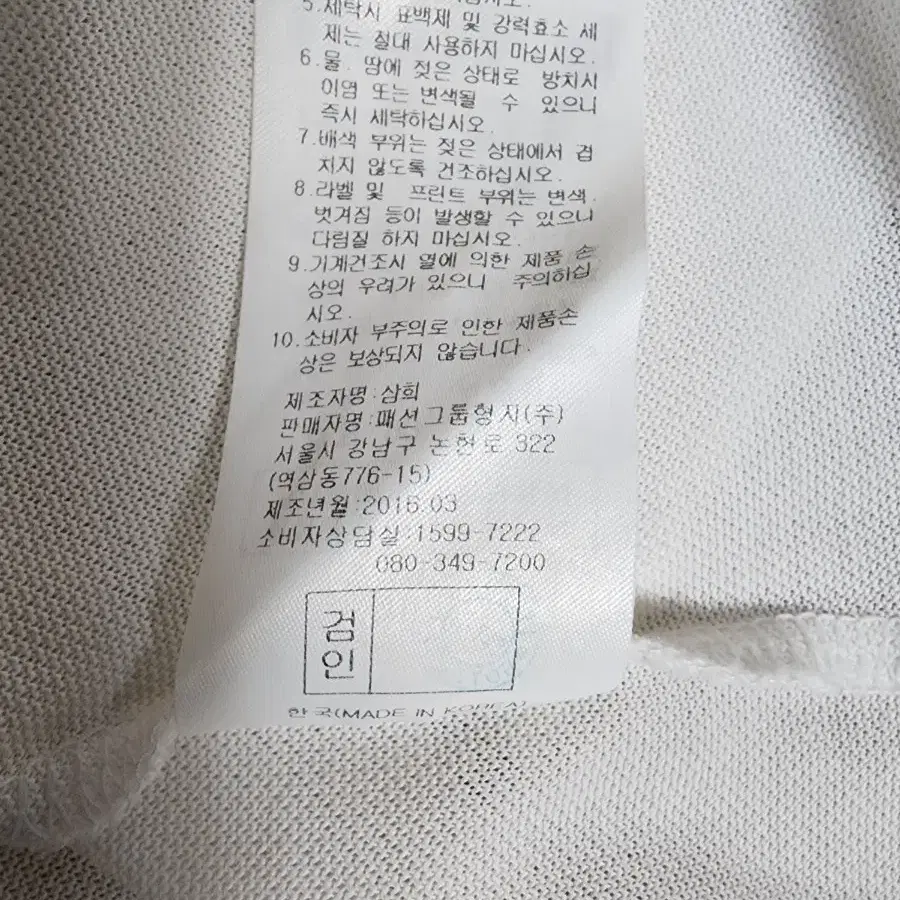 하십시오.
5.세탁시 표백제 및 강력효소 세
제는 절대 사용하지 마십시오.
6.물. 땀에 젖은 상태로 방치시
이염 또는 변색될 수 있으니
즉시 세탁하십시오.
7.배색 부위는 젖은 상태에서 겹
치지 않도록 건조하십시오.
8.라벨 및 프린트 부위는 변색.
벗겨짐 등이 발생할 수 있으니
다림질 하지 마십시오.
9.기계건조시 열에 의한 제품 손
상의 우려가 있으니 주의하십
시오.
10.소비자 부주의로 인한 제품손
상은 보상되지 않습니다.
제조자명:삼희
판매자명:패션그룹형지(주)
서울시 강남구 논현로 322
(역삼동776-15)
제조년월:2016.03
소비자상담실:1599-7222
080-349-7200
검
인
한국(MADE IN KOREA)